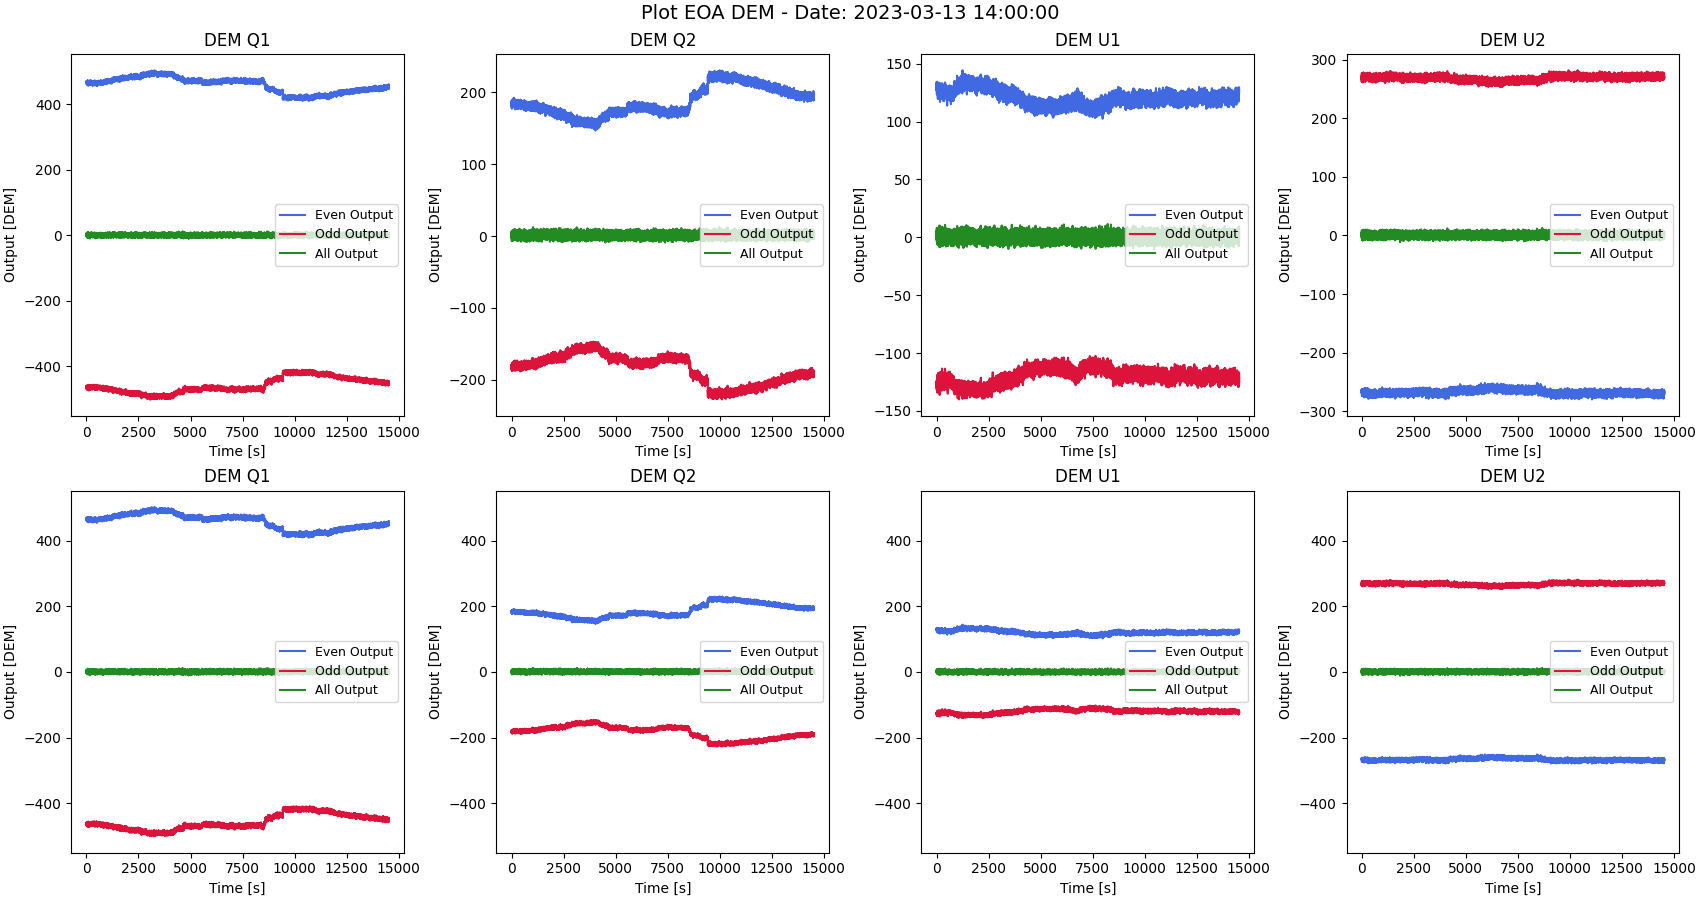 Plot EOA DEM - Date: 2023-03-13 14:00:00
DEM Q1
Output [DEM]
400
200
0
−200
−400
0 2500 5000 7500 10000 12500 15000
Time [s]
Even Output
Odd Output
All Output
DEM Q2
Output [DEM]
200
100
0
−100
−200
0 2500 5000 7500 10000 12500 15000
Time [s]
Even Output
Odd Output
All Output
DEM U1
Output [DEM]
150
100
50
0
−50
−100
−150
0 2500 5000 7500 10000 12500 15000
Time [s]
Even Output
Odd Output
All Output
DEM U2
Output [DEM]
300
200
100
0
−100
−200
−300
0 2500 5000 7500 10000 12500 15000
Time [s]
Even Output
Odd Output
All Output
DEM Q1
Output [DEM]
400
200
0
−200
−400
0 2500 5000 7500 10000 12500 15000
Time [s]
Even Output
Odd Output
All Output
DEM Q2
Output [DEM]
400
200
0
−200
−400
0 2500 5000 7500 10000 12500 15000
Time [s]
Even Output
Odd Output
All Output
DEM U1
Output [DEM]
400
200
0
−200
−400
0 2500 5000 7500 10000 12500 15000
Time [s]
Even Output
Odd Output
All Output
DEM U2
Output [DEM]
400
200
0
−200
−400
0 2500 5000 7500 10000 12500 15000
Time [s]
Even Output
Odd Output
All Output